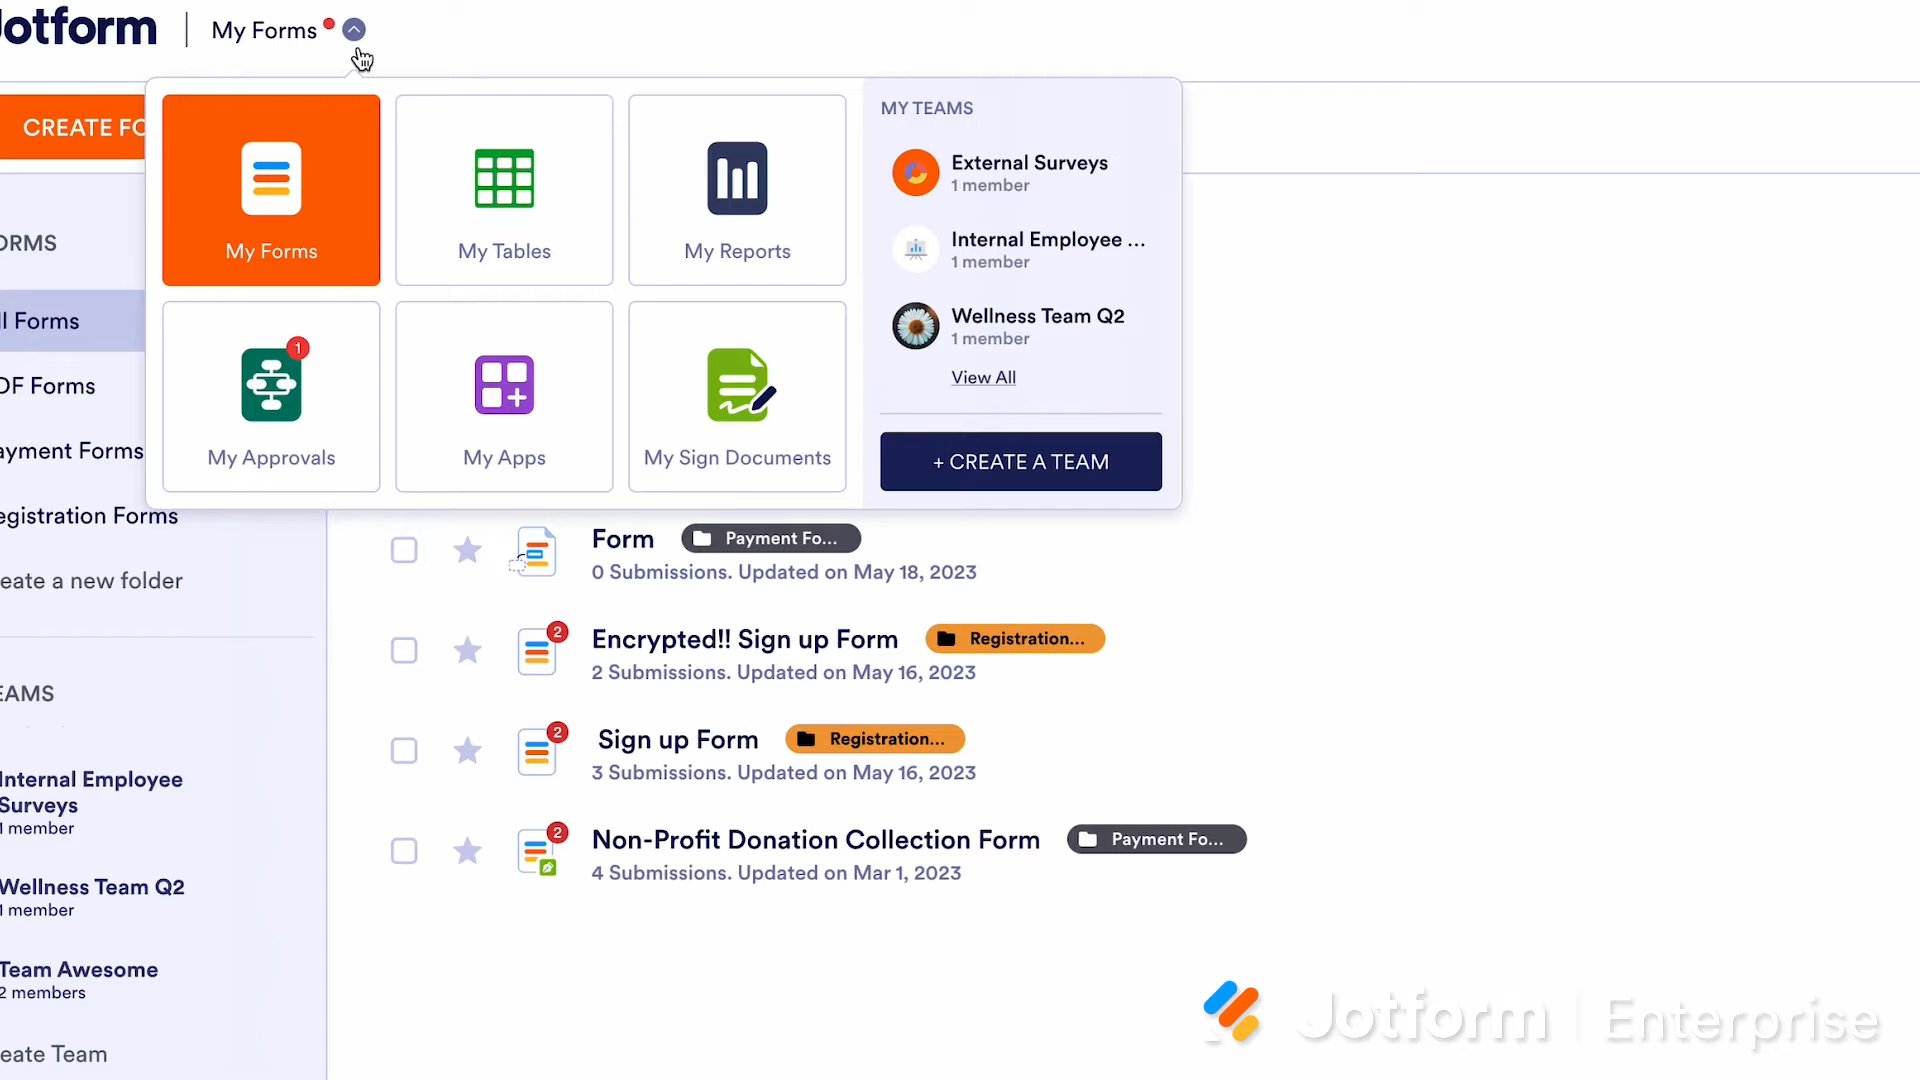 Jotform
My Forms
CREATE FO
My Forms
My Tables
My Reports
1
My Approvals
My Apps
My Sign Documents
MY TEAMS
External Surveys
1 member
Internal Employee ...
1 member
Wellness Team Q2
1 member
View All
+ CREATE A TEAM
ORMS
ll Forms
DF Forms
ayment Forms
egistration Forms
eate a new folder
EAMS
Internal Employee
Surveys
1 member
Wellness Team Q2
1 member
Team Awesome
2 members
eate Team
Form Payment Fo...
0 Submissions. Updated on May 18, 2023
2
Encrypted!! Sign up Form Registration...
2 Submissions. Updated on May 16, 2023
2
Sign up Form Registration...
3 Submissions. Updated on May 16, 2023
2
Non-Profit Donation Collection Form Payment Fo...
4 Submissions. Updated on Mar 1, 2023
Jotform | Enterprise